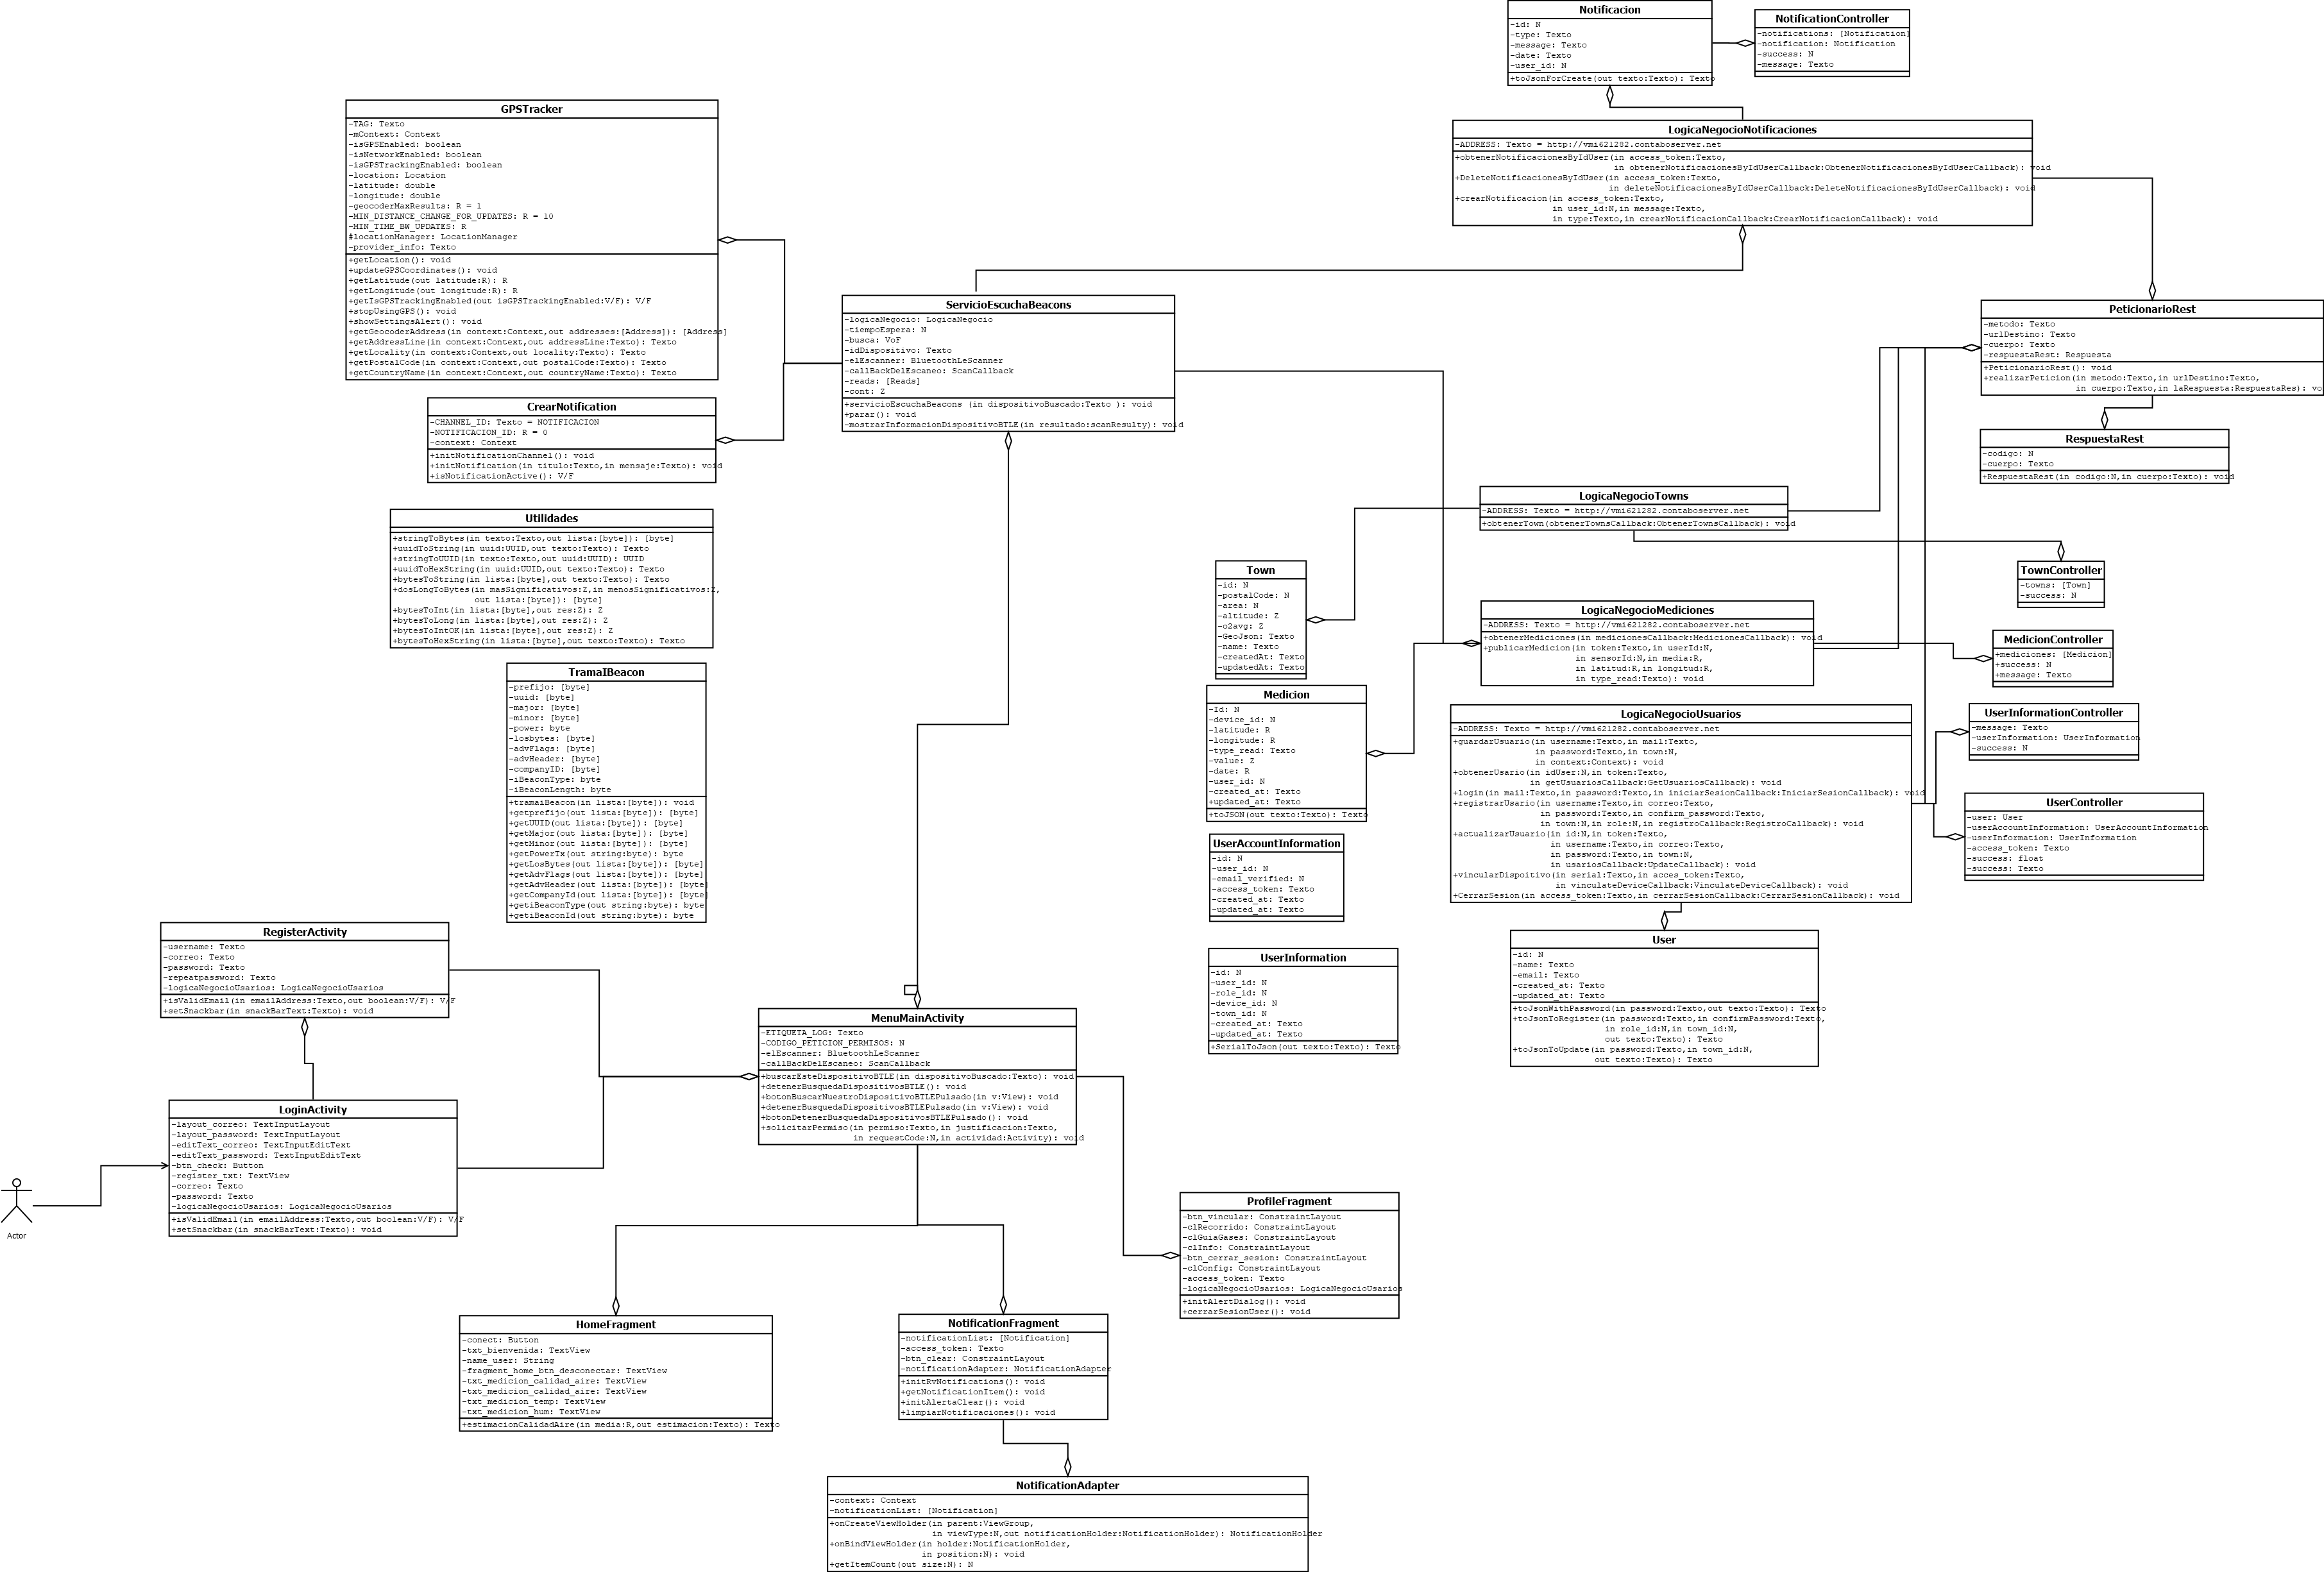 Notificacion
-id: N
-type: Texto
-message: Texto
-date: Texto
-user_id: N
+toJsonForCreate(out texto:Texto): Texto
NotificationController
-notifications: [Notification]
-notification: Notification
-success: N
-message: Texto
GPSTracker
-TAG: Texto
-mContext: Context
-isGPSEnabled: boolean
-isNetworkEnabled: boolean
-isGPSTrackingEnabled: boolean
-location: Location
-latitude: double
-longitude: double
-geocoderMaxResults: R = 1
-MIN_DISTANCE_CHANGE_FOR_UPDATES: R = 10
-MIN_TIME_BW_UPDATES: R
#locationManager: LocationManager
-provider_info: Texto
+getLocation(): void
+updateGPSCoordinates(): void
+getLatitude(out latitude:R): R
+getLongitude(out longitude:R): R
+getIsGPSTrackingEnabled(out isGPSTrackingEnabled:V/F): V/F
+stopUsingGPS(): void
+showSettingsAlert(): void
+getGeocoderAddress(in context:Context,out addresses:[Address]): [Address]
+getAddressLine(in context:Context,out addressLine:Texto): Texto
+getLocality(in context:Context,out locality:Texto): Texto
+getPostalCode(in context:Context,out postalCode:Texto): Texto
+getCountryName(in context:Context,out countryName:Texto): Texto
LogicaNegocioNotificaciones
-ADDRESS: Texto = http://vmi621282.contaboserver.net
+obtenerNotificacionesByIdUser(in access_token:Texto,
in obtenerNotificacionesByIdUserCallback:ObtenerNotificacionesByIdUserCallback): void
+DeleteNotificacionesByIdUser(in access_token:Texto,
in deleteNotificacionesByIdUserCallback:DeleteNotificacionesByIdUserCallback): void
+crearNotificacion(in access_token:Texto,
in user_id:N,in message:Texto,
in type:Texto,in crearNotificacionCallback:CrearNotificacionCallback): void
ServicioEscuchaBeacons
-logicaNegocio: LogicaNegocio
-tiempoEspera: N
-busca: VoF
-idDispositivo: Texto
-elEscanner: BluetoothLeScanner
-callBackDelEscaneo: ScanCallback
-reads: [Reads]
-cont: Z
+servicioEscuchaBeacons (in dispositivoBuscado:Texto ): void
+parar(): void
-mostrarInformacionDispositivoBTLE(in resultado:scanResulty): void
PeticionarioRest
-metodo: Texto
-urlDestino: Texto
-cuerpo: Texto
-respuestaRest: Respuesta
+PeticionarioRest(): void
+realizarPeticion(in metodo:Texto,in urlDestino:Texto,
in cuerpo:Texto,in laRespuesta:RespuestaRes): vo
RespuestaRest
-codigo: N
-cuerpo: Texto
+RespuestaRest(in codigo:N,in cuerpo:Texto): void
CrearNotification
-CHANNEL_ID: Texto = NOTIFICACION
-NOTIFICACION_ID: R = 0
-context: Context
+initNotificationChannel(): void
+initNotification(in titulo:Texto,in mensaje:Texto): void
+isNotificationActive(): V/F
Utilidades
+stringToBytes(in texto:Texto,out lista:[byte]): [byte]
+uuidToString(in uuid:UUID,out texto:Texto): Texto
+stringToUUID(in texto:Texto,out uuid:UUID): UUID
+uuidToHexString(in uuid:UUID,out texto:Texto): Texto
+bytesToString(in lista:[byte],out texto:Texto): Texto
+dosLongToBytes(in masSignificativos:Z,in menosSignificativos:Z,
out lista:[byte]): [byte]
+bytesToInt(in lista:[byte],out res:Z): Z
+bytesToLong(in lista:[byte],out res:Z): Z
+bytesToIntOK(in lista:[byte],out res:Z): Z
+bytesToHexString(in lista:[byte],out texto:Texto): Texto
LogicaNegocioTowns
-ADDRESS: Texto = http://vmi621282.contaboserver.net
+obtenerTown(obtenerTownsCallback:ObtenerTownsCallback): void
TownController
-towns: [Town]
-success: N
Town
-id: N
-postalCode: N
-area: N
-altitude: Z
-o2avg: Z
-GeoJson: Texto
-name: Texto
-createdAt: Texto
-updatedAt: Texto
LogicaNegocioMediciones
-ADDRESS: Texto = http://vmi621282.contaboserver.net
+obtenerMediciones(in medicionesCallback:MedicionesCallback): void
+publicarMedicion(in token:Texto,in userId:N,
in sensorId:N,in media:R,
in latitud:R,in longitud:R,
in type_read:Texto): void
MedicionController
+mediciones: [Medicion]
+success: N
+message: Texto
TramaIBeacon
-prefijo: [byte]
-uuid: [byte]
-major: [byte]
-minor: [byte]
-power: byte
-losbytes: [byte]
-advFlags: [byte]
-advHeader: [byte]
-companyID: [byte]
-iBeaconType: byte
-iBeaconLength: byte
+tramaiBeacon(in lista:[byte]): void
+getprefijo(out lista:[byte]): [byte]
+getUUID(out lista:[byte]): [byte]
+getMajor(out lista:[byte]): [byte]
+getMinor(out lista:[byte]): [byte]
+getPowerTx(out string:byte): byte
+getLosBytes(out lista:[byte]): [byte]
+getAdvFlags(out lista:[byte]): [byte]
+getAdvHeader(out lista:[byte]): [byte]
+getCompanyId(out lista:[byte]): [byte]
+getiBeaconType(out string:byte): byte
+getiBeaconId(out string:byte): byte
Medicion
-Id: N
-device_id: N
-latitude: R
-longitude: R
-type_read: Texto
-value: Z
-date: R
-user_id: N
-created_at: Texto
+updated_at: Texto
+toJSON(out texto:Texto): Texto
LogicaNegocioUsuarios
-ADDRESS: Texto = http://vmi621282.contaboserver.net
+guardarUsuario(in username:Texto,in mail:Texto,
in password:Texto,in town:N,
in context:Context): void
+obtenerUsario(in idUser:N,in token:Texto,
in getUsuariosCallback:GetUsuariosCallback): void
+login(in mail:Texto,in password:Texto,in iniciarSesionCallback:IniciarSesionCallback): void
+registrarUsario(in username:Texto,in correo:Texto,
in password:Texto,in confirm_password:Texto,
in town:N,in role:N,in registroCallback:RegistroCallback): void
+actualizarUsuario(in id:N,in token:Texto,
in username:Texto,in correo:Texto,
in password:Texto,in town:N,
in usariosCallback:UpdateCallback): void
+vincularDispoitivo(in serial:Texto,in acces_token:Texto,
in vinculateDeviceCallback:VinculateDeviceCallback): void
+CerrarSesion(in access_token:Texto,in cerrarSesionCallback:CerrarSesionCallback): void
UserInformationController
-message: Texto
-userInformation: UserInformation
-success: N
UserController
-user: User
-userAccountInformation: UserAccountInformation
-userInformation: UserInformation
-access_token: Texto
-success: float
-success: Texto
UserAccountInformation
-id: N
-user_id: N
-email_verified: N
-access_token: Texto
-created_at: Texto
-updated_at: Texto
User
-id: N
-name: Texto
-email: Texto
-created_at: Texto
-updated_at: Texto
+toJsonWithPassword(in password:Texto,out texto:Texto): Texto
+toJsonToRegister(in password:Texto,in confirmPassword:Texto,
in role_id:N,in town_id:N,
out texto:Texto): Texto
+toJsonToUpdate(in password:Texto,in town_id:N,
out texto:Texto): Texto
UserInformation
-id: N
-user_id: N
-role_id: N
-device_id: N
-town_id: N
-created_at: Texto
-updated_at: Texto
+SerialToJson(out texto:Texto): Texto
RegisterActivity
-username: Texto
-correo: Texto
-password: Texto
-repeatpassword: Texto
-logicaNegocioUsarios: LogicaNegocioUsarios
+isValidEmail(in emailAddress:Texto,out boolean:V/F): V/F
+setSnackbar(in snackBarText:Texto): void
MenuMainActivity
-ETIQUETA_LOG: Texto
-CODIGO_PETICION_PERMISOS: N
-elEscanner: BluetoothLeScanner
-callBackDelEscaneo: ScanCallback
+buscarEsteDispositivoBTLE(in dispositivoBuscado:Texto): void
+detenerBusquedaDispositivosBTLE(): void
+botonBuscarNuestroDispositivoBTLEPulsado(in v:View): void
+detenerBusquedaDispositivosBTLEPulsado(in v:View): void
+botonDetenerBusquedaDispositivosBTLEPulsado(): void
+solicitarPermiso(in permiso:Texto,in justificacion:Texto,
in requestCode:N,in actividad:Activity): void
LoginActivity
-layout_correo: TextInputLayout
-layout_password: TextInputLayout
-editText_correo: TextInputEditText
-editText_password: TextInputEditText
-btn_check: Button
-register_txt: TextView
-correo: Texto
-password: Texto
-logicaNegocioUsarios: LogicaNegocioUsarios
+isValidEmail(in emailAddress:Texto,out boolean:V/F): V/F
+setSnackbar(in snackBarText:Texto): void
Actor
ProfileFragment
-btn_vincular: ConstraintLayout
-clRecorrido: ConstraintLayout
-clGuiaGases: ConstraintLayout
-clInfo: ConstraintLayout
-btn_cerrar_sesion: ConstraintLayout
-clConfig: ConstraintLayout
-access_token: Texto
-logicaNegocioUsarios: LogicaNegocioUsarios
+initAlertDialog(): void
+cerrarSesionUser(): void
HomeFragment
-conect: Button
-txt_bienvenida: TextView
-name_user: String
-fragment_home_btn_desconectar: TextView
-txt_medicion_calidad_aire: TextView
-txt_medicion_calidad_aire: TextView
-txt_medicion_temp: TextView
-txt_medicion_hum: TextView
+estimacionCalidadAire(in media:R,out estimacion:Texto): Texto
NotificationFragment
-notificationList: [Notification]
-access_token: Texto
-btn_clear: ConstraintLayout
-notificationAdapter: NotificationAdapter
+initRvNotifications(): void
+getNotificationItem(): void
+initAlertaClear(): void
+limpiarNotificaciones(): void
NotificationAdapter
-context: Context
-notificationList: [Notification]
+onCreateViewHolder(in parent:ViewGroup,
in viewType:N,out notificationHolder:NotificationHolder): NotificationHolder
+onBindViewHolder(in holder:NotificationHolder,
in position:N): void
+getItemCount(out size:N): N